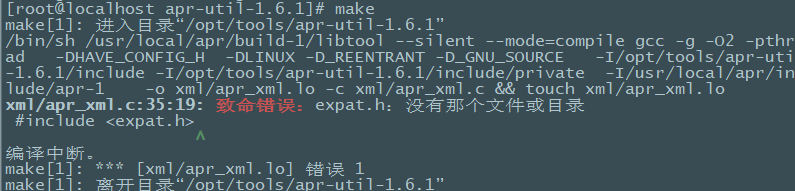 [root@localhost apr-util-1.6.1]# make
make[1]: 进入目录“/opt/tools/apr-util-1.6.1”
/bin/sh /usr/local/apr/build-1/libtool --silent --mode=compile gcc -g -O2 -pthr
ad  -DHAVE_CONFIG_H  -DLINUX -D_REENTRANT -D_GNU_SOURCE   -I/opt/tools/apr-util
-1.6.1/include -I/opt/tools/apr-util-1.6.1/include/private  -I/usr/local/apr/inc
lude/apr-1    -o xml/apr_xml.lo -c xml/apr_xml.c && touch xml/apr_xml.lo
xml/apr_xml.c:35:19: 致命错误：expat.h：没有那个文件或目录
 #include <expat.h>
                   ^
编译中断。
make[1]: *** [xml/apr_xml.lo] 错误 1
make[1]: 离开目录“/opt/tools/apr-util-1.6.1”